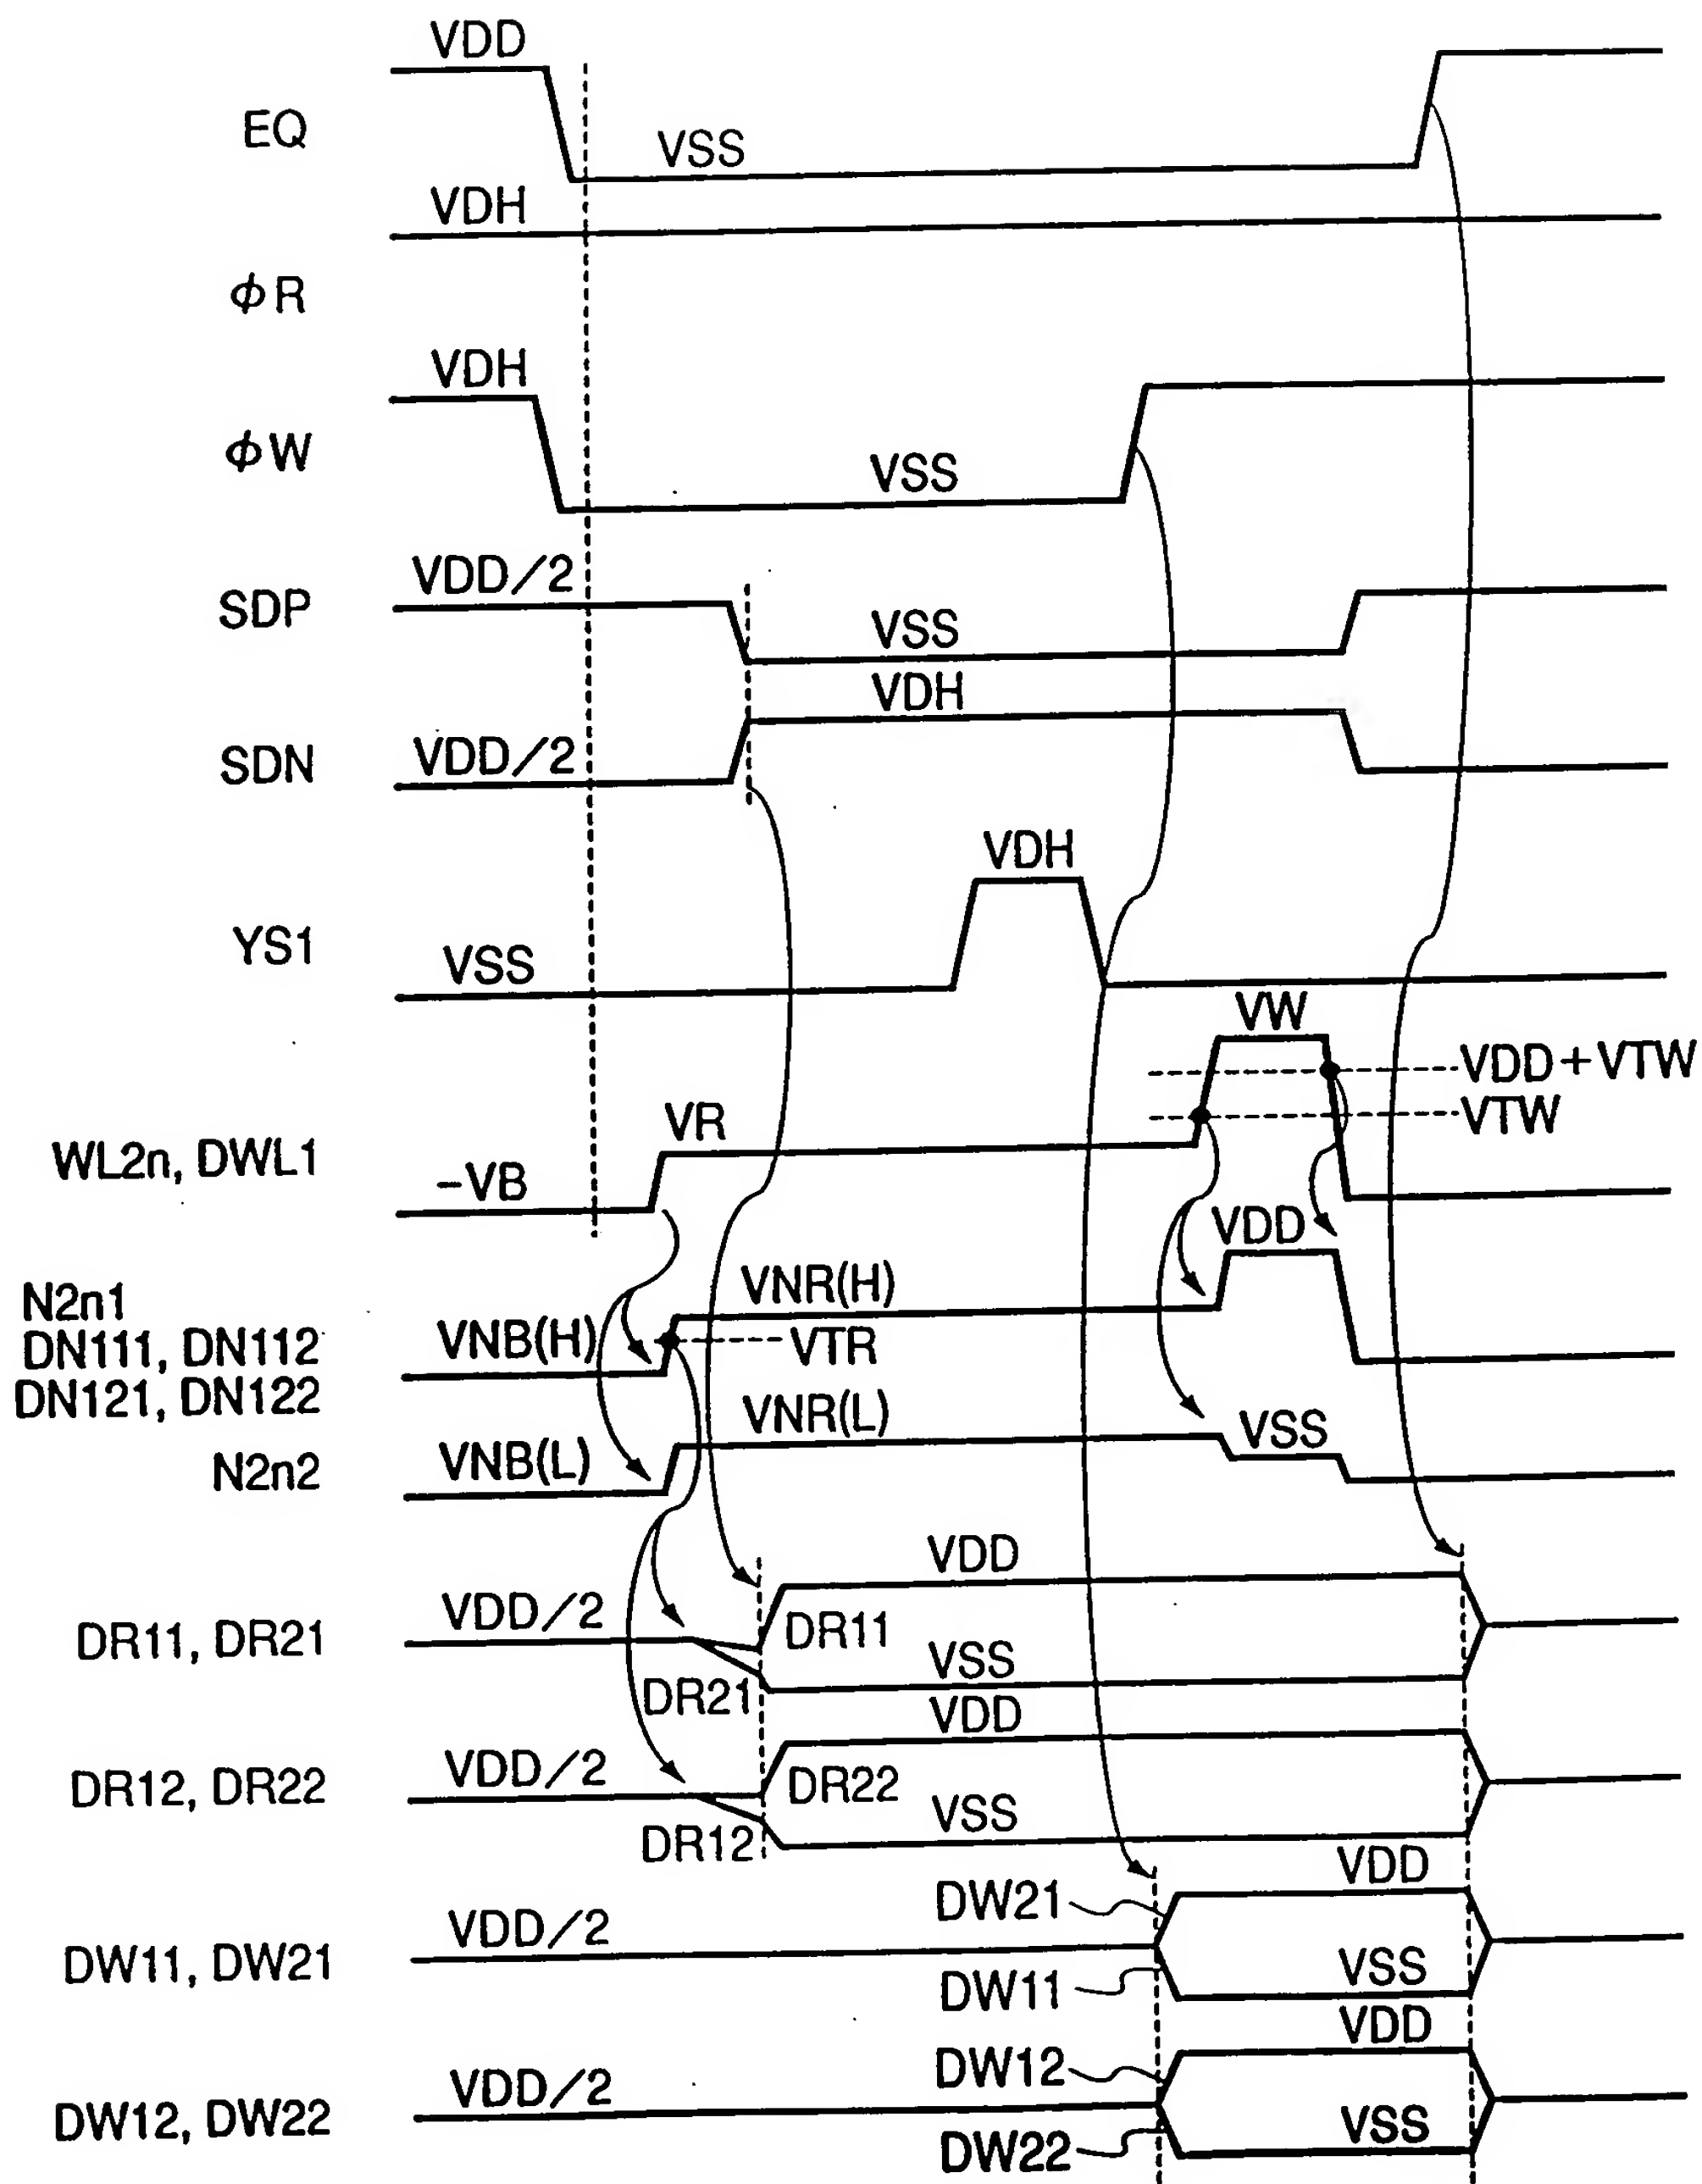 VDD
EQ
VSS
VDH
ϕR
VDH
ϕW
VSS
VDD/2
SDP
VSS
VDH
SDN
VDD/2
VDH
YS1
VSS
VW
VDD+VTW
VTW
VR
WL2n, DWL1
-VB
VDD
VNR(H)
N2n1
DN111, DN112
DN121, DN122
VNB(H)
VTR
VNR(L)
VSS
N2n2
VNB(L)
VDD
VDD/2
DR11, DR21
DR11
VSS
DR21
VDD
VDD/2
DR12, DR22
DR22
VSS
DR12
VDD
DW21
VDD/2
DW11, DW21
VSS
DW11
VDD
DW12
VDD/2
DW12, DW22
VSS
DW22